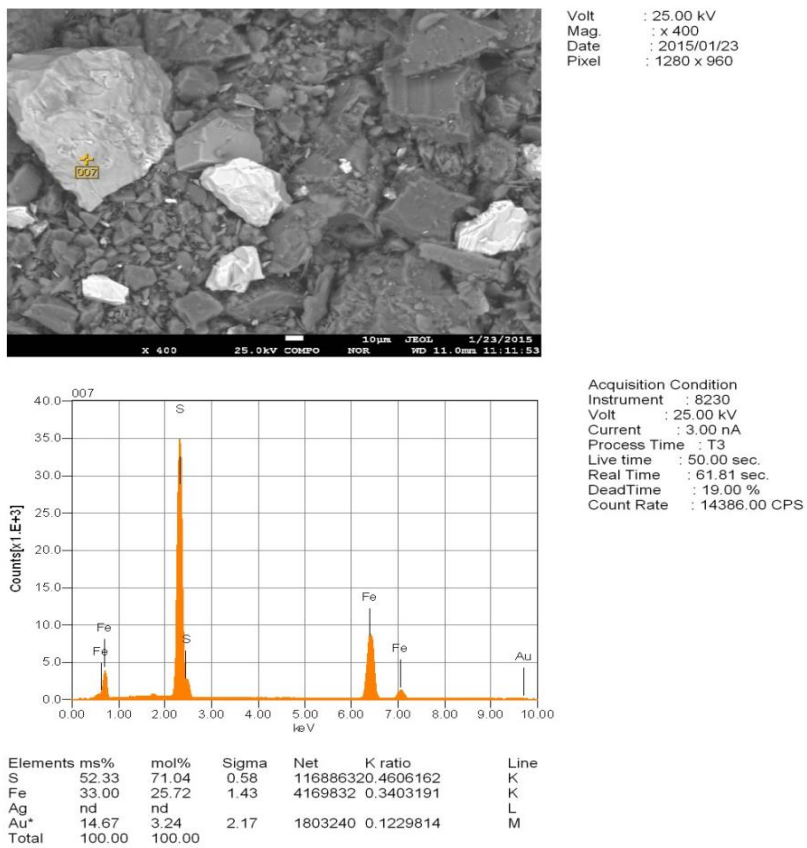 Volt : 25.00 kV
Mag. : x 400
Date : 2015/01/23
Pixel : 1280 x 960
007
10µm JEOL 1/23/2015
X 400 25.0kV COMPO NOR WD 11.0mm 11:11:53
Acquisition Condition
Instrument : 8230
Volt : 25.00 kV
Current : 3.00 nA
Process Time : T3
Live time : 50.00 sec.
Real Time : 61.81 sec.
DeadTime : 19.00 %
Count Rate : 14386.00 CPS
007
S
Fe
Fe
S
Fe
Fe
Au
Counts[x1.E+3]
40.0
35.0
30.0
25.0
20.0
15.0
10.0
5.0
0.0
0.00 1.00 2.00 3.00 4.00 5.00 6.00 7.00 8.00 9.00 10.00
keV
Elements ms% mol% Sigma Net K ratio Line
S 52.33 71.04 0.58 11688632 0.4606162 K
Fe 33.00 25.72 1.43 4169832 0.3403191 K
Ag nd nd L
Au* 14.67 3.24 2.17 1803240 0.1229814 M
Total 100.00 100.00